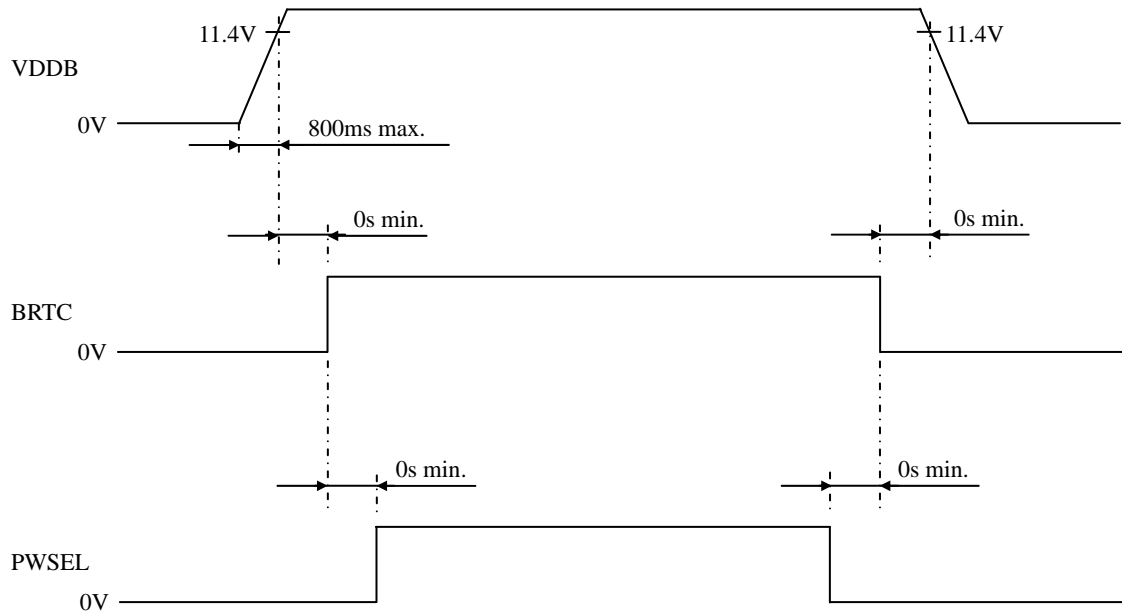 11.4V
11.4V
VDDB
0V
800ms max.
0s min.
0s min.
BRTC
0V
0s min.
0s min.
PWSEL
0V